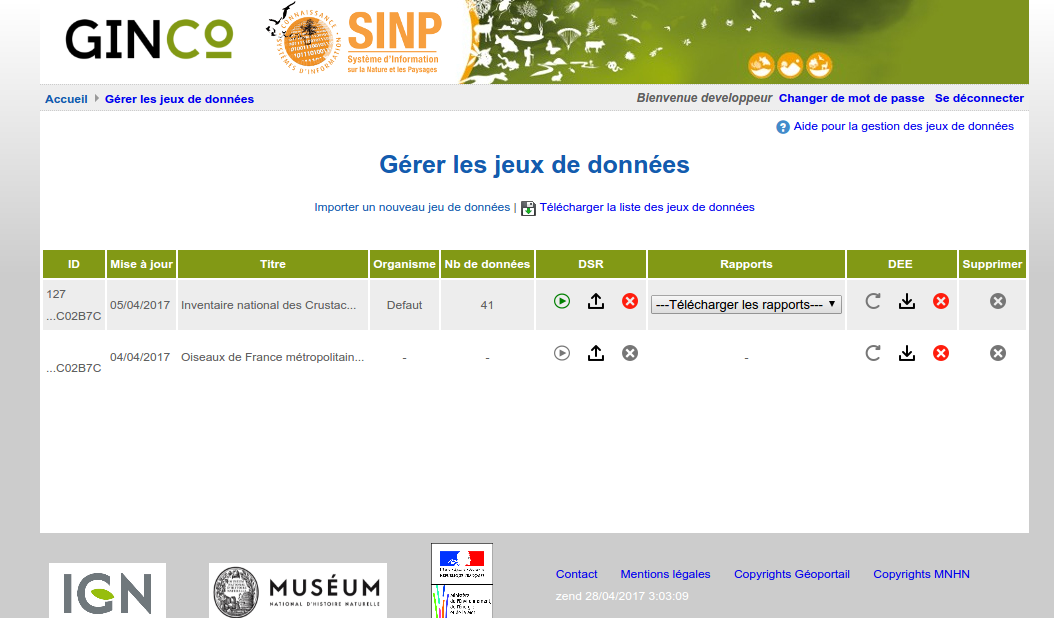 GINCO
CONNAISSANCE
SYSTÈMES D'INFORMATION
SINP
Système d'Information
sur la Nature et les Paysages
Accueil Gérer les jeux de données
Bienvenue developpeur Changer de mot de passe Se déconnecter
Aide pour la gestion des jeux de données
Gérer les jeux de données
Importer un nouveau jeu de données | Télécharger la liste des jeux de données
ID Mise à jour Titre Organisme Nb de données DSR Rapports DEE Supprimer
127
...C02B7C 05/04/2017 Inventaire national des Crustac... Defaut 41 ---Télécharger les rapports---
...C02B7C 04/04/2017 Oiseaux de France métropolitain... - - -
IGN
MUSÉUM
NATIONAL D'HISTOIRE NATURELLE
Contact Mentions légales Copyrights Géoportail Copyrights MNHN
zend 28/04/2017 3:03:09